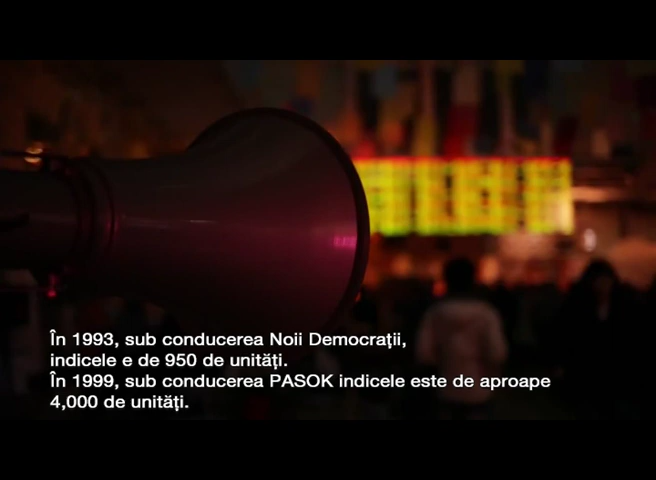 În 1993, sub conducerea Noii Democrații,
indicele e de 950 de unități.
În 1999, sub conducerea PASOK indicele este de aproape
4,000 de unități.